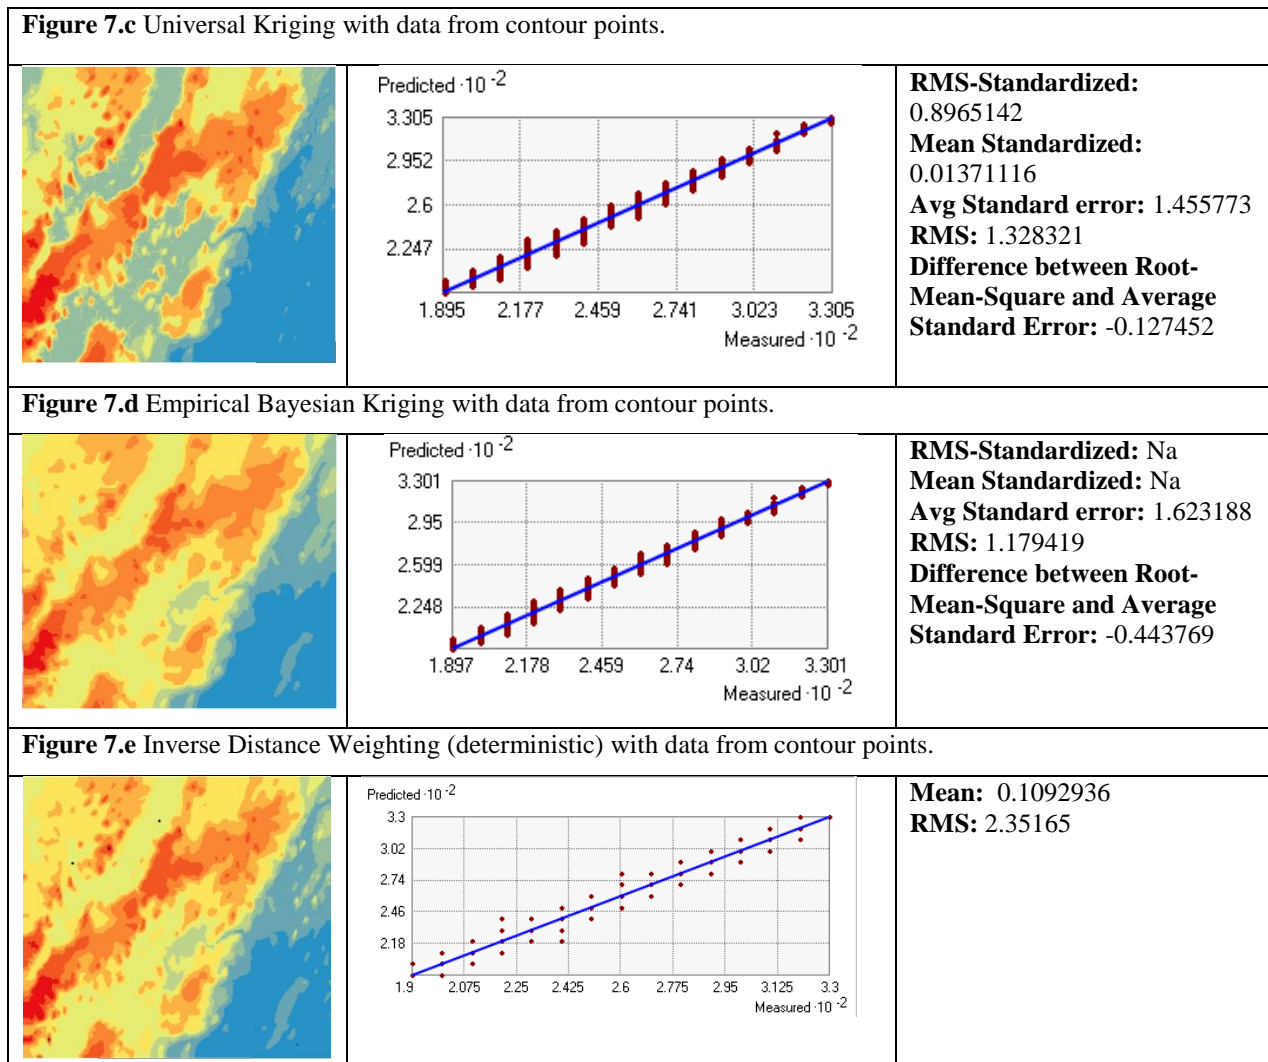 Figure 7.c Universal Kriging with data from contour points.
Predicted ·10 -2
3.305
2.952
2.6
2.247
1.895 2.177 2.459 2.741 3.023 3.305
Measured ·10 -2
RMS-Standardized:
0.8965142
Mean Standardized:
0.01371116
Avg Standard error: 1.455773
RMS: 1.328321
Difference between Root-
Mean-Square and Average
Standard Error: -0.127452
Figure 7.d Empirical Bayesian Kriging with data from contour points.
Predicted ·10 -2
3.301
2.95
2.599
2.248
1.897 2.178 2.459 2.74 3.02 3.301
Measured ·10 -2
RMS-Standardized: Na
Mean Standardized: Na
Avg Standard error: 1.623188
RMS: 1.179419
Difference between Root-
Mean-Square and Average
Standard Error: -0.443769
Figure 7.e Inverse Distance Weighting (deterministic) with data from contour points.
Predicted ·10 -2
3.3
3.02
2.74
2.46
2.18
1.9 2.075 2.25 2.425 2.6 2.775 2.95 3.125 3.3
Measured ·10 -2
Mean: 0.1092936
RMS: 2.35165